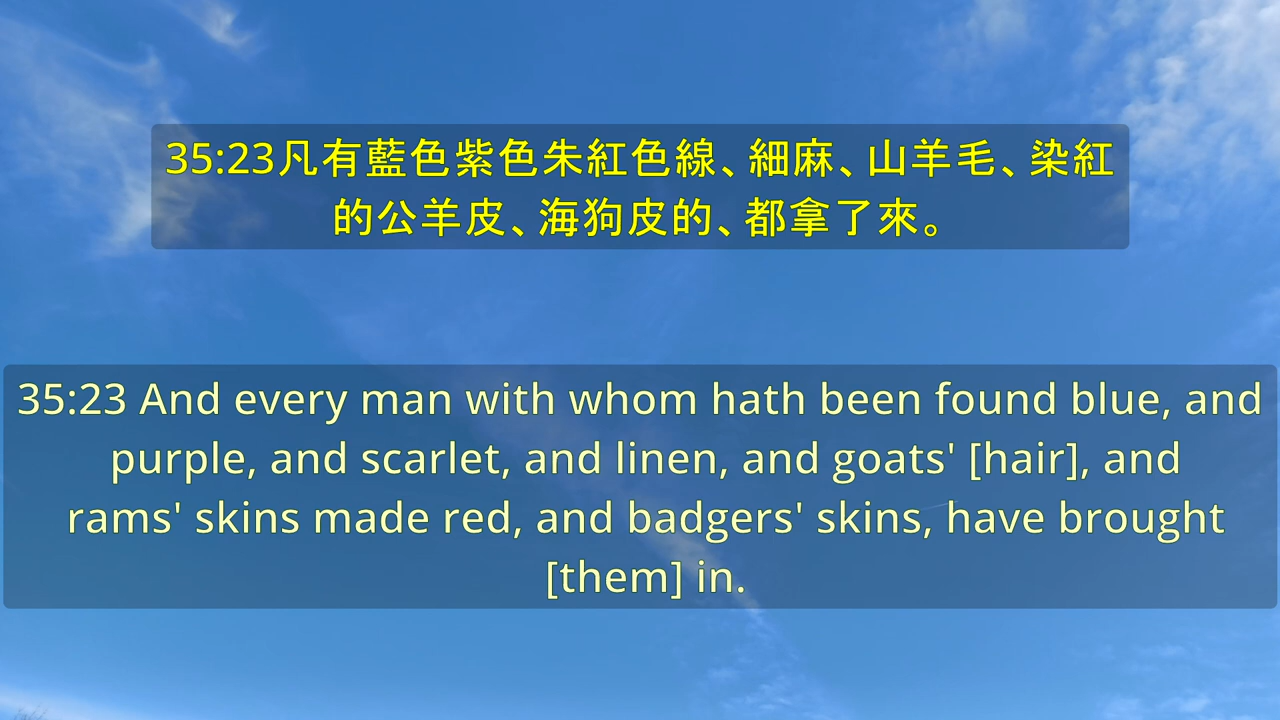 35:23凡有藍色紫色朱紅色線、細麻、山羊毛、染紅
的公羊皮、海狗皮的、都拿了來。
35:23 And every man with whom hath been found blue, and
purple, and scarlet, and linen, and goats' [hair], and
rams' skins made red, and badgers' skins, have brought
[them] in.